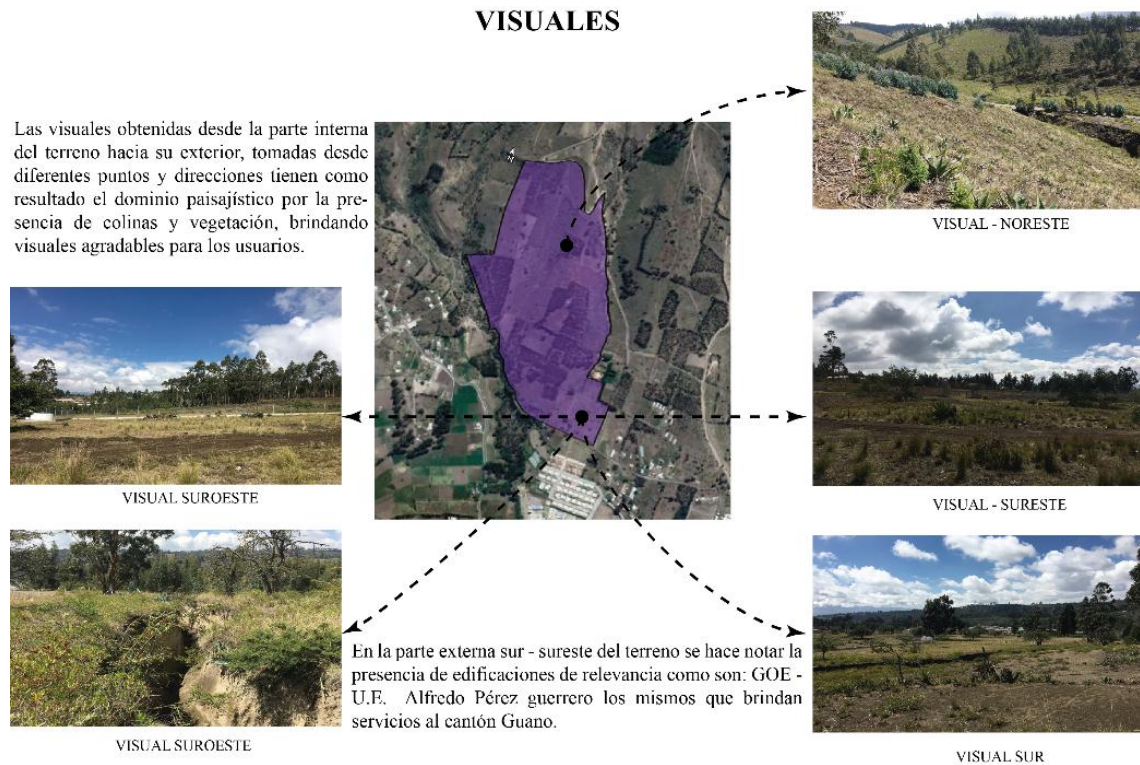 VISUALES
Las visuales obtenidas desde la parte interna
del terreno hacia su exterior, tomadas desde
diferentes puntos y direcciones tienen como
resultado el dominio paisajístico por la pre-
sencia de colinas y vegetación, brindando
visuales agradables para los usuarios.
N
VISUAL - NORESTE
VISUAL SUROESTE
VISUAL - SURESTE
VISUAL SUROESTE
En la parte externa sur - sureste del terreno se hace notar la
presencia de edificaciones de relevancia como son: GOE -
U.E. Alfredo Pérez guerrero los mismos que brindan
servicios al cantón Guano.
VISUAL SUR